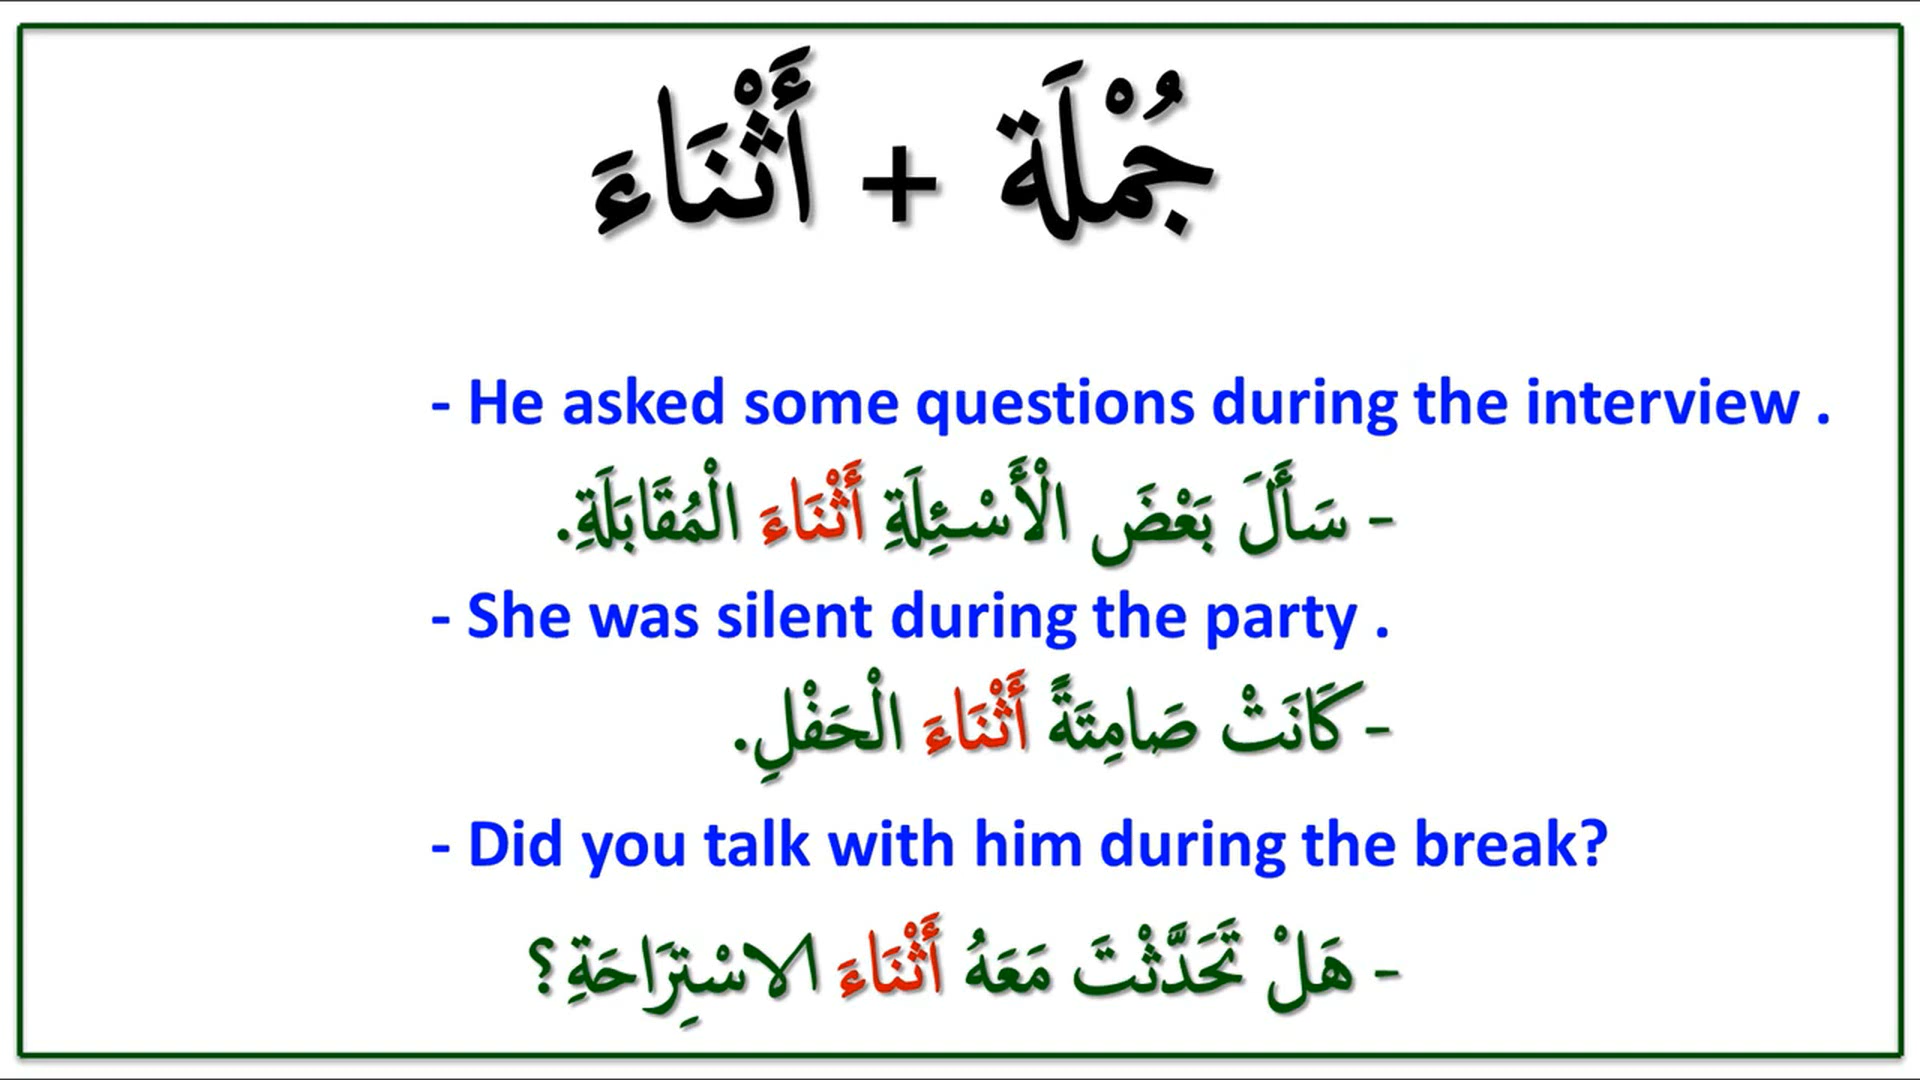 جُمْلَة + أَثْنَاءَ
- He asked some questions during the interview .
- سَأَلَ بَعْضَ الْأَسْئِلَةِ أَثْنَاءَ الْمُقَابَلَةِ.
- She was silent during the party .
- كَانَتْ صَامِتَةً أَثْنَاءَ الْحَفْلِ.
- Did you talk with him during the break?
- هَلْ تَحَدَّثْتَ مَعَهُ أَثْنَاءَ الاسْتِرَاحَةِ؟